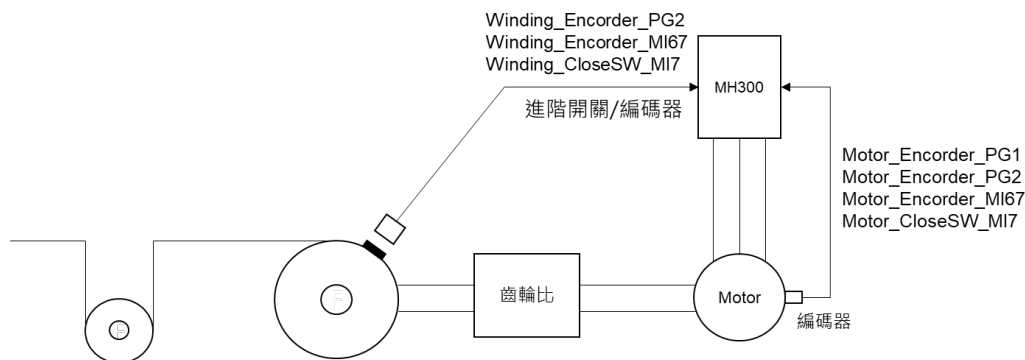 Winding_Encorder_PG2
Winding_Encorder_MI67
Winding_CloseSW_MI7
MH300
進階開關/編碼器
Motor_Encorder_PG1
Motor_Encorder_PG2
Motor_Encorder_MI67
Motor_CloseSW_MI7
齒輪比
Motor
編碼器